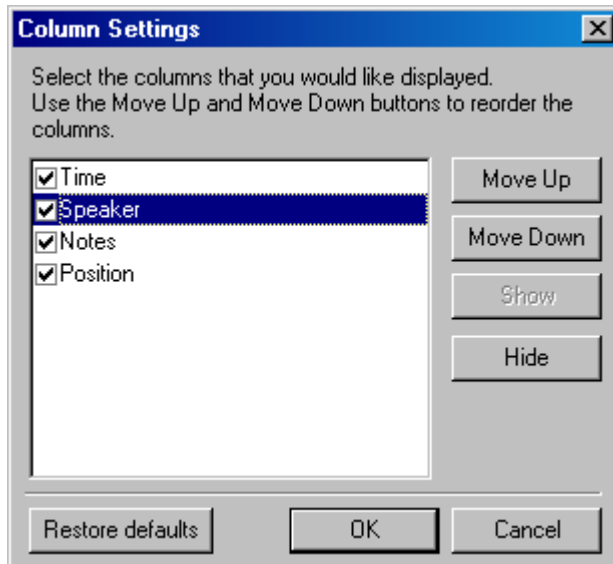 Column Settings
Select the columns that you would like displayed.
Use the Move Up and Move Down buttons to reorder the
columns.
Time
Speaker
Notes
Position
Move Up
Move Down
Show
Hide
Restore defaults
OK
Cancel